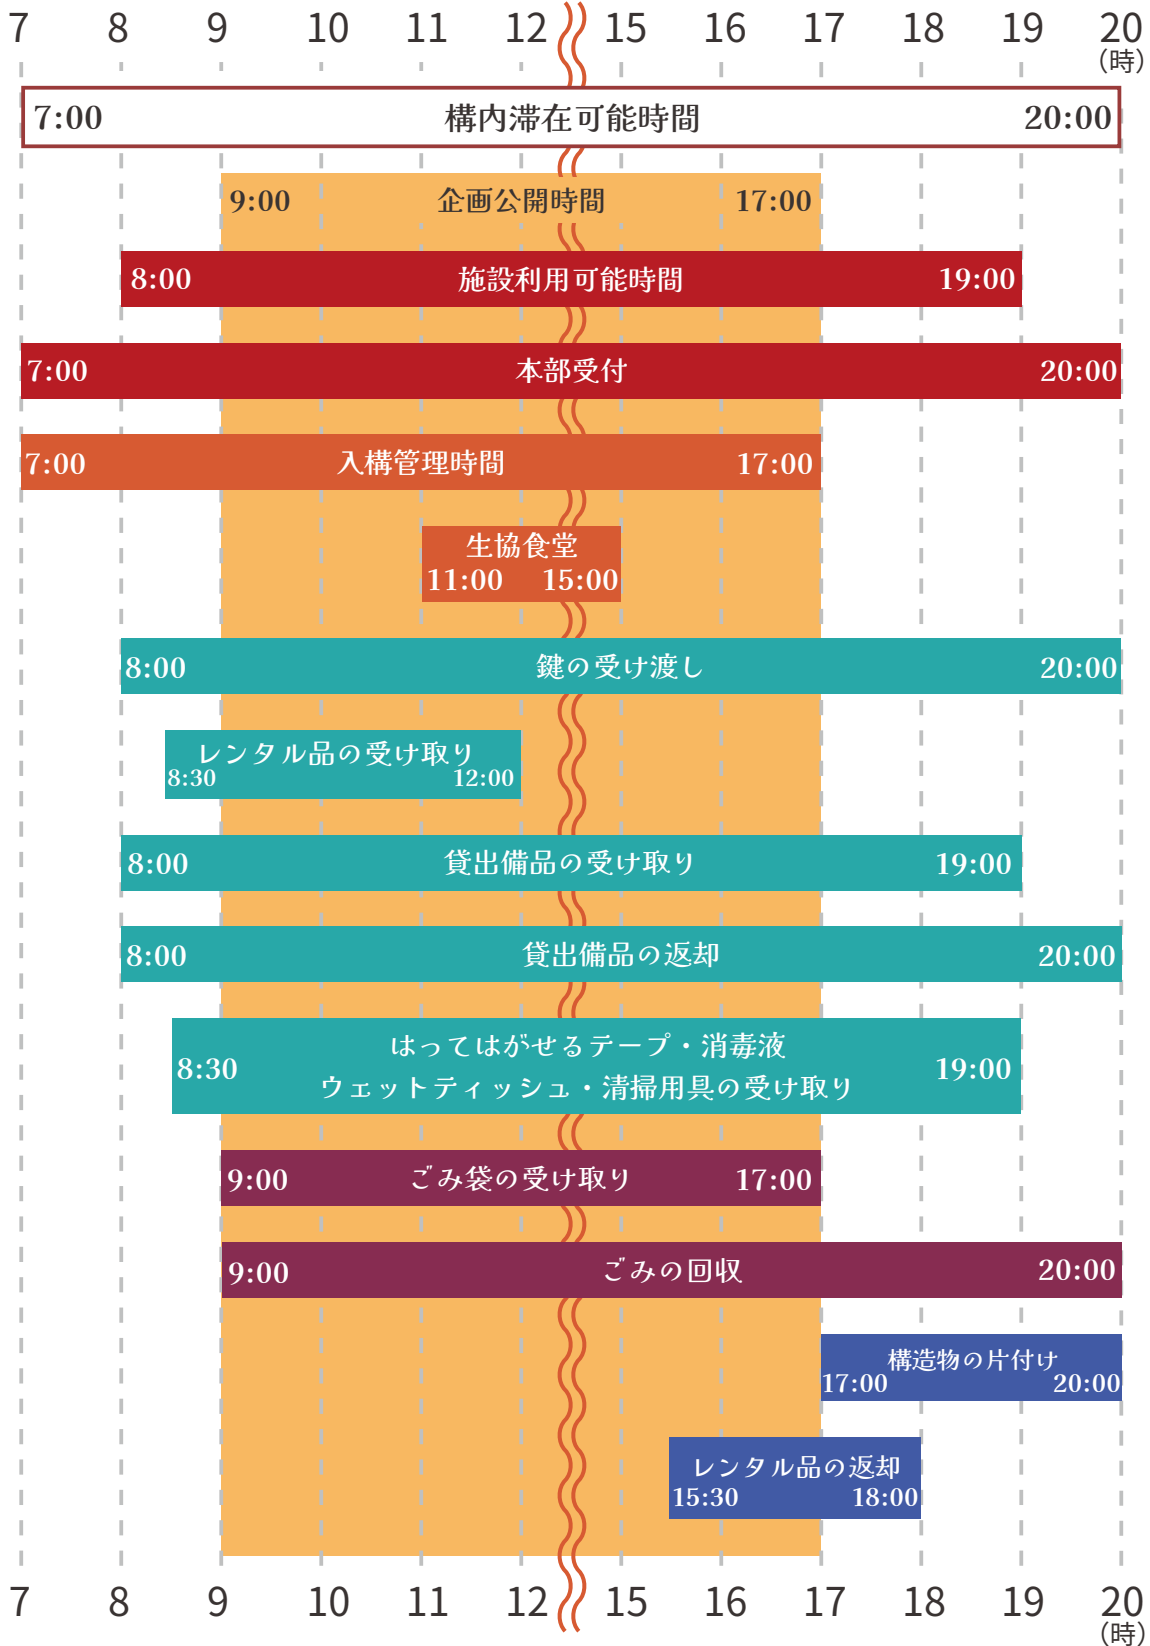 7 8 9 10 11 12 15 16 17 18 19 20
(時)
7:00 構内滞在可能時間 20:00
9:00 企画公開時間 17:00
8:00 施設利用可能時間 19:00
7:00 本部受付 20:00
7:00 入構管理時間 17:00
生協食堂
11:00 15:00
8:00 鍵の受け渡し 20:00
レンタル品の受け取り
8:30 12:00
8:00 貸出備品の受け取り 19:00
8:00 貸出備品の返却 20:00
はってはがせるテープ・消毒液
8:30 19:00
ウェットティッシュ・清掃用具の受け取り
9:00 ごみ袋の受け取り 17:00
9:00 ごみの回収 20:00
構造物の片付け
17:00 20:00
レンタル品の返却
15:30 18:00
7 8 9 10 11 12 15 16 17 18 19 20
(時)